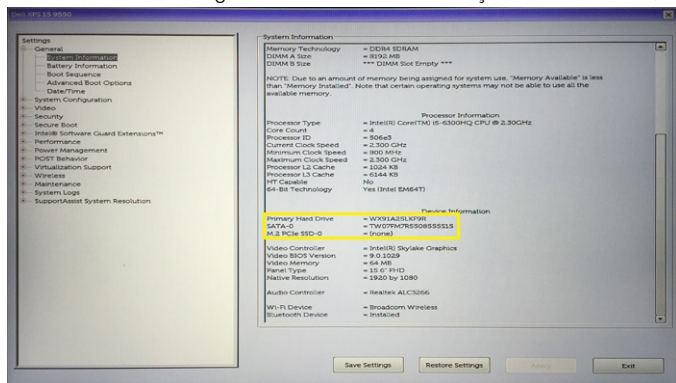 Dell XPS 15 9550
Settings
General
System Information
Battery Information
Boot Sequence
Advanced Boot Options
Date/Time
System Configuration
Video
Security
Secure Boot
Intel® Software Guard Extensions™
Performance
Power Management
POST Behavior
Virtualization Support
Wireless
Maintenance
System Logs
SupportAssist System Resolution
System Information
Memory Technology = DDR4 SDRAM
DIMM A Size = 8192 MB
DIMM B Size *** DIMM Slot Empty ***
NOTE: Due to an amount of memory being assigned for system use, "Memory Available" is less
than "Memory Installed". Note that certain operating systems may not be able to use all the
available memory.
Processor Information
Processor Type = Intel(R) Core(TM) i5-6300HQ CPU @ 2.30GHz
Core Count = 4
Processor ID = 506e3
Current Clock Speed = 2.300 GHz
Minimum Clock Speed = 800 MHz
Maximum Clock Speed = 2.300 GHz
Processor L2 Cache = 1024 KB
Processor L3 Cache = 6144 KB
HT Capable No
64-Bit Technology Yes (Intel EM64T)
Device Information
Primary Hard Drive = WX91A25LKP9R
SATA-0 = TW07FM7R5508555515
M.2 PCIe SSD-0 = (none)
Video Controller = Intel(R) Skylake Graphics
Video BIOS Version = 9.0.1029
Video Memory = 64 MB
Panel Type = 15.6" FHD
Native Resolution = 1920 by 1080
Audio Controller = Realtek ALC3266
Wi-Fi Device = Broadcom Wireless
Bluetooth Device = Installed
Save Settings
Restore Settings
Apply
Exit